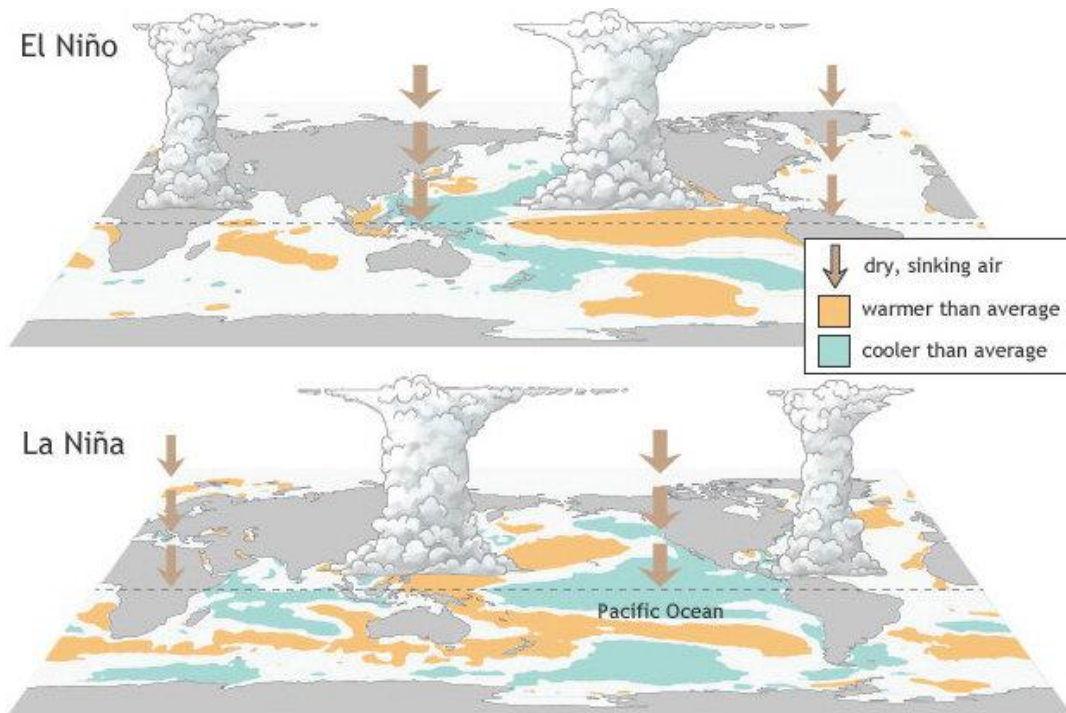 El Niño
dry, sinking air
warmer than average
cooler than average
La Niña
Pacific Ocean